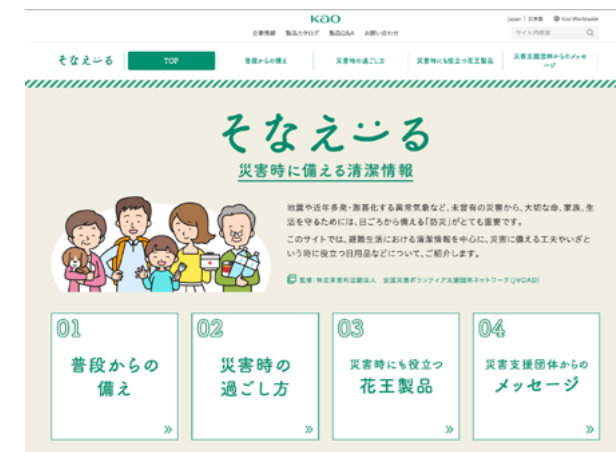 Kao
Japan | 日本語 Kao Worldwide
企業情報 製品カタログ 製品Q&A お問い合わせ
サイト内検索
そなえーる TOP 普段からの備え 災害時の過ごし方 災害時にも役立つ花王製品 災害支援団体からのメッセージ
そなえーる
災害時に備える清潔情報
地震や近年多発・激甚化する異常気象など、未曾有の災害から、大切な命、家族、生
活を守るためには、日ごろから備える「防災」がとても重要です。
このサイトでは、避難生活における清潔情報を中心に、災害に備える工夫やいざと
いう時に役立つ日用品などについて、ご紹介します。
監修:特定非営利活動法人 全国災害ボランティア支援団体ネットワーク(JVOAD)
01
普段からの
備え
02
災害時の
過ごし方
03
災害時にも役立つ
花王製品
04
災害支援団体からの
メッセージ